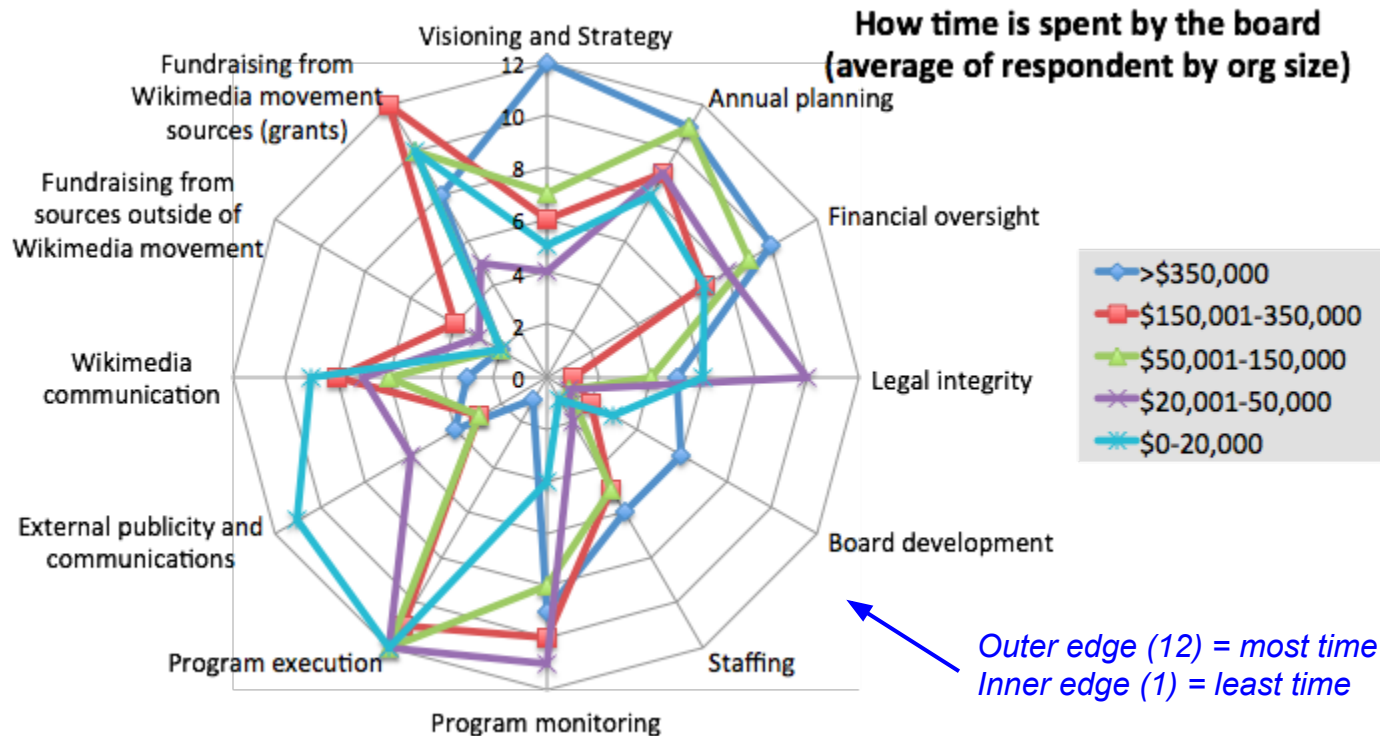 How time is spent by the board
(average of respondent by org size)
Visioning and Strategy
Annual planning
Financial oversight
Legal integrity
Board development
Staffing
Program monitoring
Program execution
External publicity and
communications
Wikimedia
communication
Fundraising from
sources outside of
Wikimedia movement
Fundraising from
Wikimedia movement
sources (grants)
12
10
8
6
4
2
0
>$350,000
$150,001-350,000
$50,001-150,000
$20,001-50,000
$0-20,000
Outer edge (12) = most time
Inner edge (1) = least time